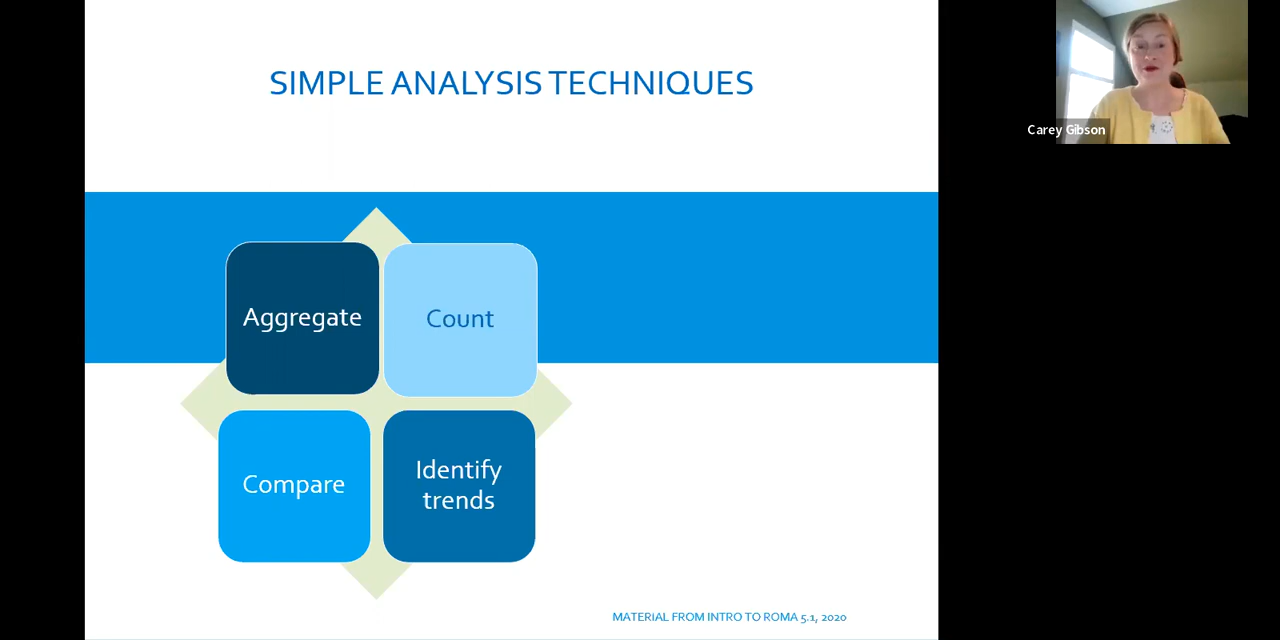 SIMPLE ANALYSIS TECHNIQUES
Carey Gibson
Aggregate
Count
Compare
Identify
trends
MATERIAL FROM INTRO TO ROMA 5.1, 2020